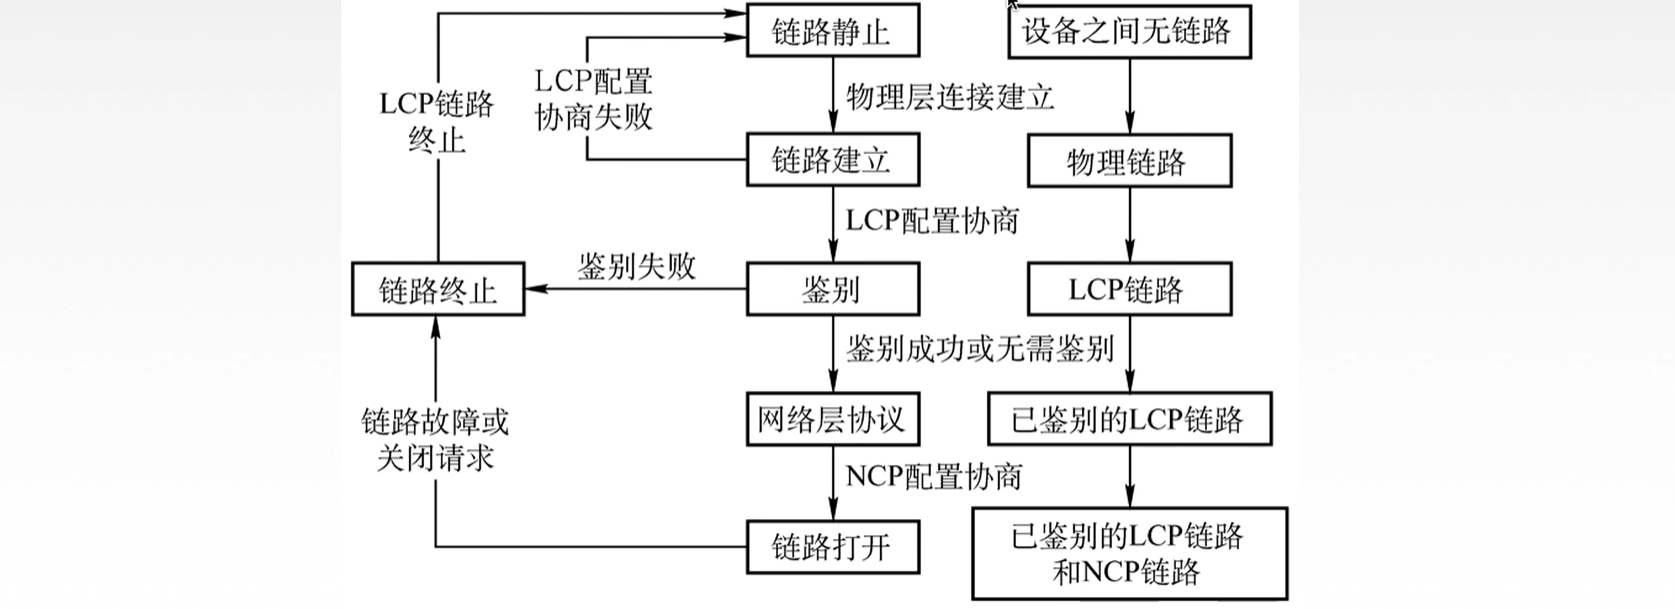 链路静止
设备之间无链路
LCP配置
协商失败
LCP链路
终止
物理层连接建立
链路建立
物理链路
LCP配置协商
鉴别失败
链路终止
鉴别
LCP链路
鉴别成功或无需鉴别
链路故障或
关闭请求
网络层协议
已鉴别的LCP链路
NCP配置协商
链路打开
已鉴别的LCP链路
和NCP链路